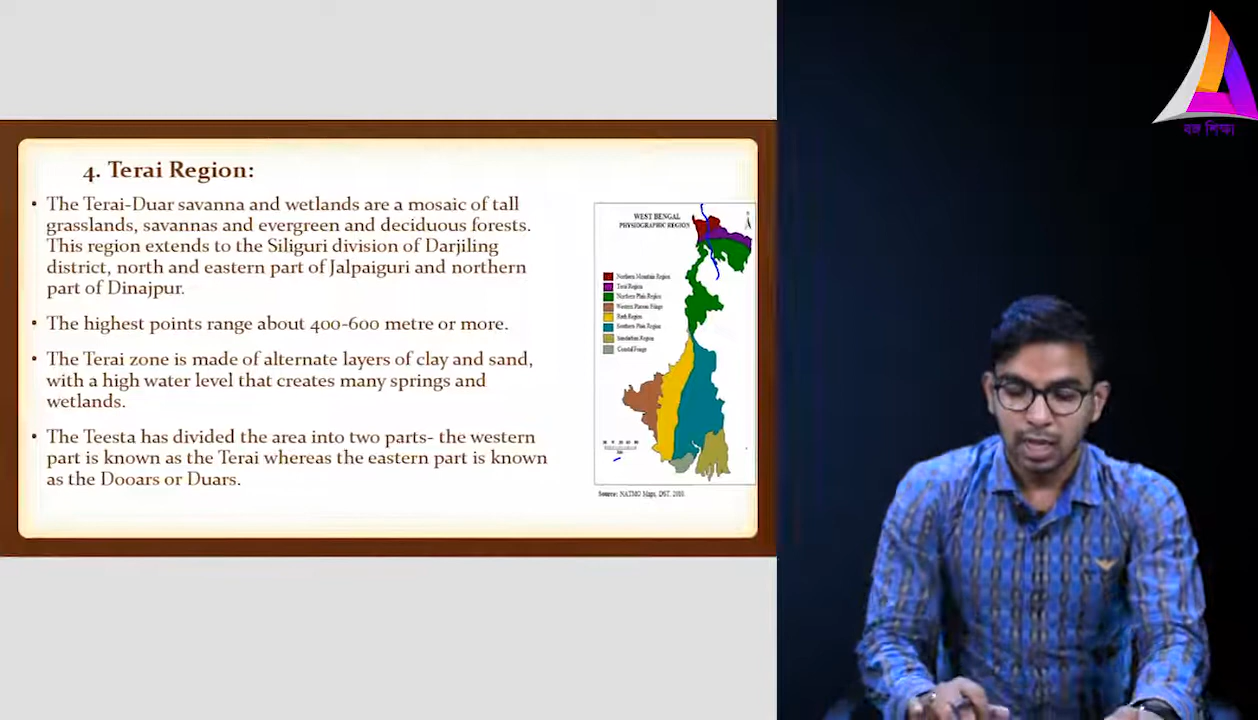 4. Terai Region:
• The Terai-Duar savanna and wetlands are a mosaic of tall
grasslands, savannas and evergreen and deciduous forests.
This region extends to the Siliguri division of Darjiling
district, north and eastern part of Jalpaiguri and northern
part of Dinajpur.
• The highest points range about 400-600 metre or more.
• The Terai zone is made of alternate layers of clay and sand,
with a high water level that creates many springs and
wetlands.
• The Teesta has divided the area into two parts- the western
part is known as the Terai whereas the eastern part is known
as the Dooars or Duars.
WEST BENGAL
PHYSIOGRAPHIC REGION
N
Northern Mountain Region
Terai Region
Northern Plain Region
Western Plateau Fringe
Rarh Region
Southern Plain Region
Sundarban Region
Coastal Fringe
Source: NATMO Maps, DST,
বঙ্গ শিক্ষা